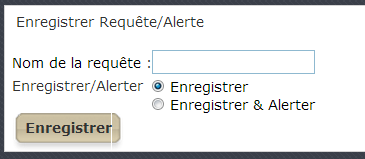 Enregistrer Requête/Alerte
Nom de la requête :
Enregistrer/Alerter Enregistrer
Enregistrer & Alerter
Enregistrer